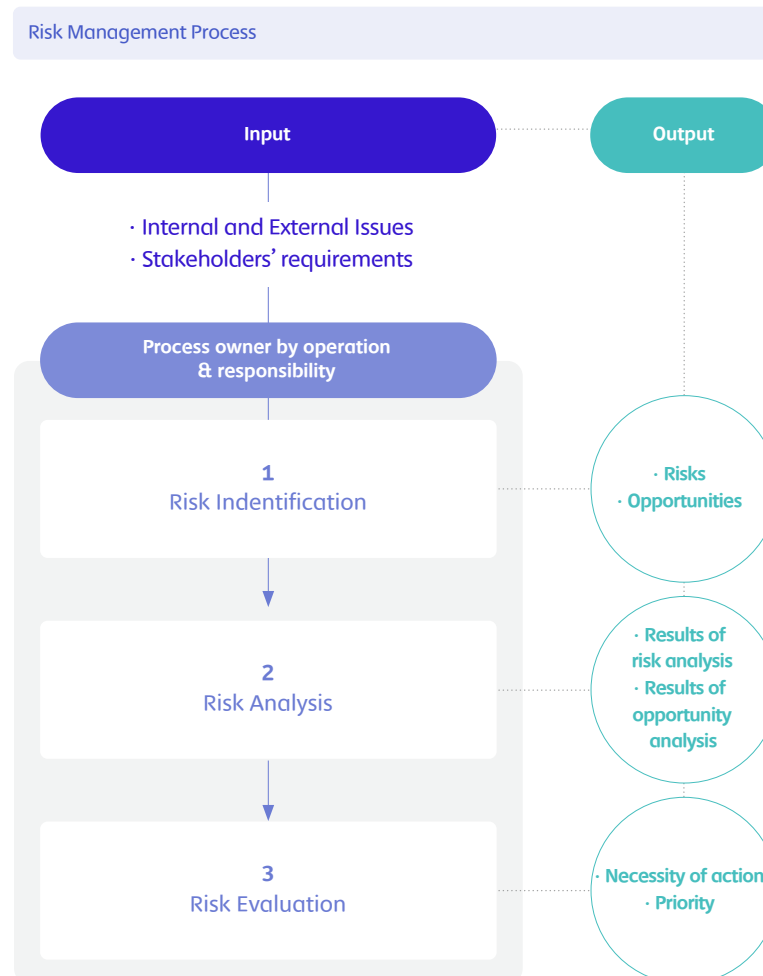 Risk Management Process
Input
Output
· Internal and External Issues
· Stakeholders’ requirements
Process owner by operation
& responsibility
1
Risk Indentification
· Risks
· Opportunities
2
Risk Analysis
· Results of
risk analysis
· Results of
opportunity
analysis
3
Risk Evaluation
· Necessity of action
· Priority